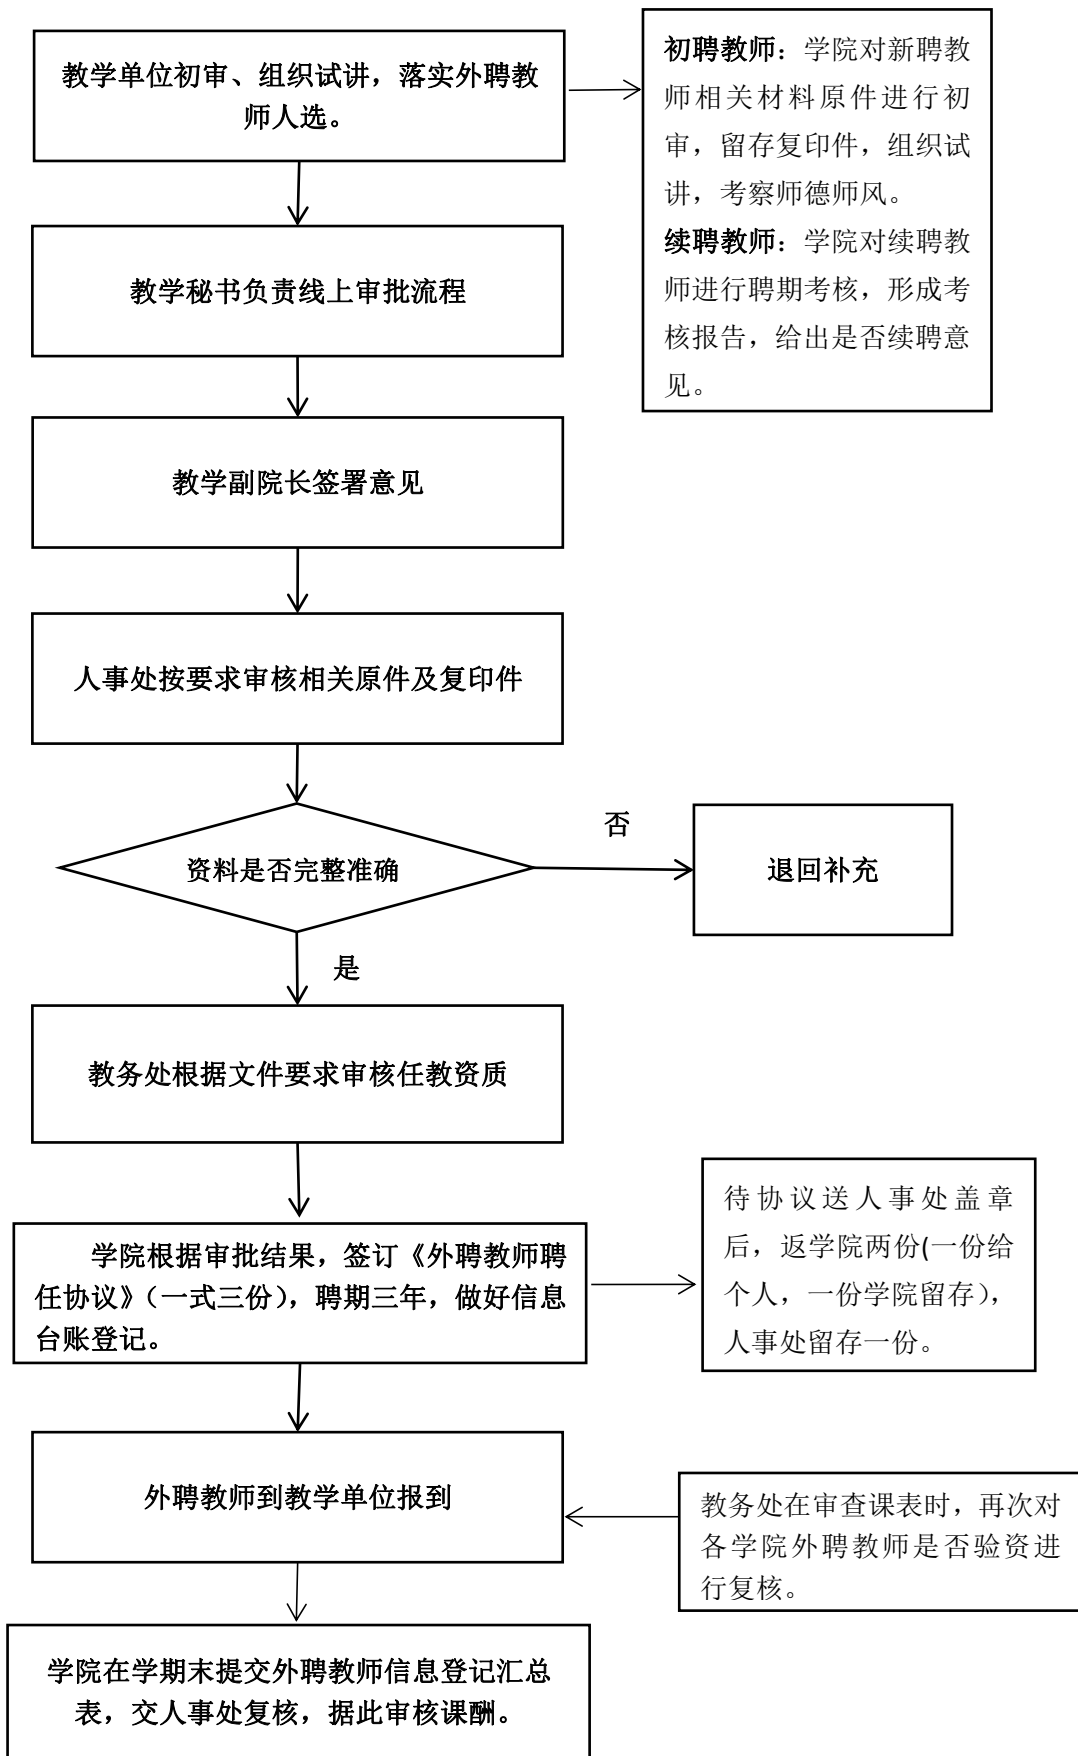 教学单位初审、组织试讲，落实外聘教
师人选。
初聘教师：学院对新聘教
师相关材料原件进行初
审，留存复印件，组织试
讲，考察师德师风。
续聘教师：学院对续聘教
师进行聘期考核，形成考
核报告，给出是否续聘意
见。
教学秘书负责线上审批流程
教学副院长签署意见
人事处按要求审核相关原件及复印件
资料是否完整准确
否
退回补充
是
教务处根据文件要求审核任教资质
学院根据审批结果，签订《外聘教师聘
任协议》（一式三份），聘期三年，做好信息
台账登记。
待协议送人事处盖章
后，返学院两份(一份给
个人，一份学院留存），
人事处留存一份。
外聘教师到教学单位报到
教务处在审查课表时，再次对
各学院外聘教师是否验资进
行复核。
学院在学期末提交外聘教师信息登记汇总
表，交人事处复核，据此审核课酬。